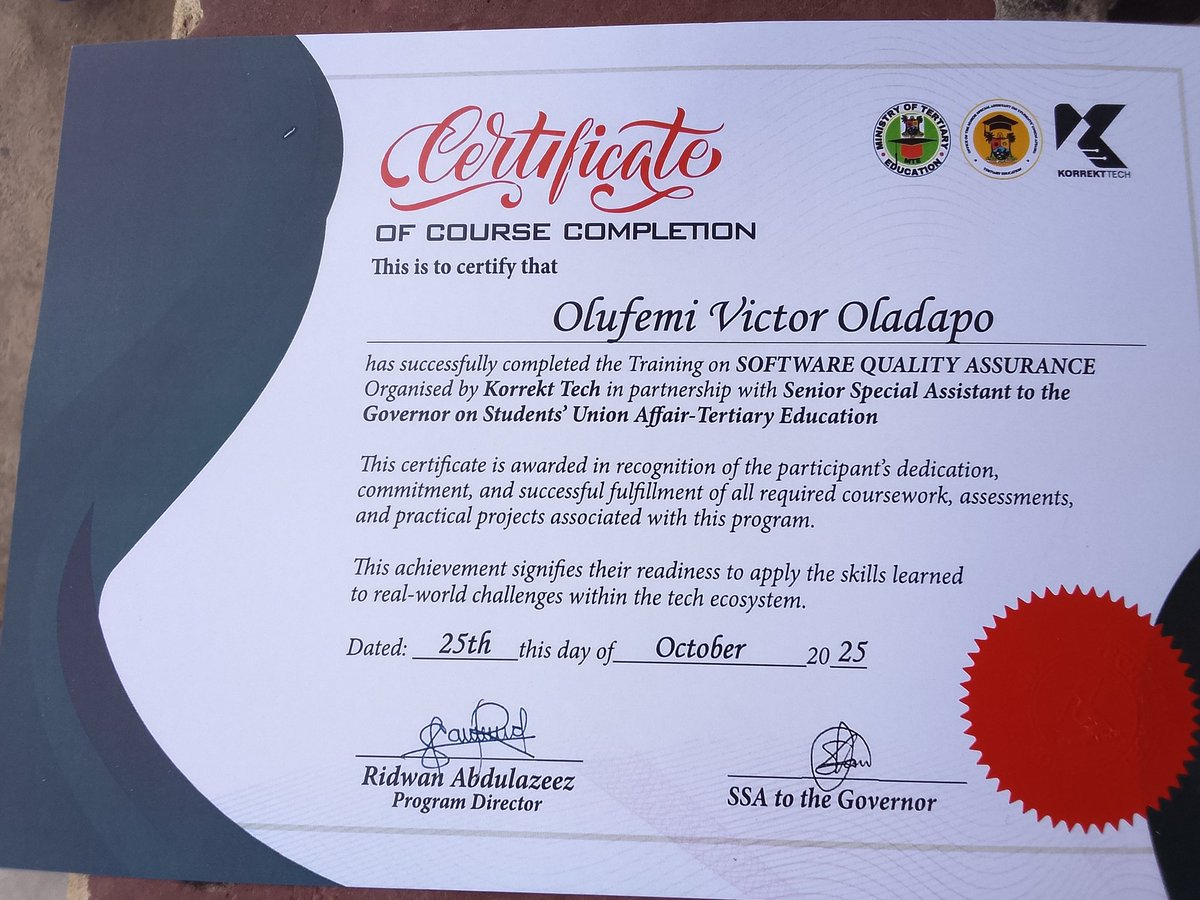 Certificate
OF COURSE COMPLETION
MINISTRY OF TERTIARY EDUCATION
MTE
TERTIARY EDUCATION
KORREKTTECH
This is to certify that
Olufemi Victor Oladapo
has successfully completed the Training on SOFTWARE QUALITY ASSURANCE
Organised by Korrekt Tech in partnership with Senior Special Assistant to the
Governor on Students' Union Affair-Tertiary Education
This certificate is awarded in recognition of the participant's dedication,
commitment, and successful fulfillment of all required coursework, assessments,
and practical projects associated with this program.
This achievement signifies their readiness to apply the skills learned
to real-world challenges within the tech ecosystem.
Dated: 25th this day of October 20 25
Ridwan Abdulazeez
Program Director
SSA to the Governor